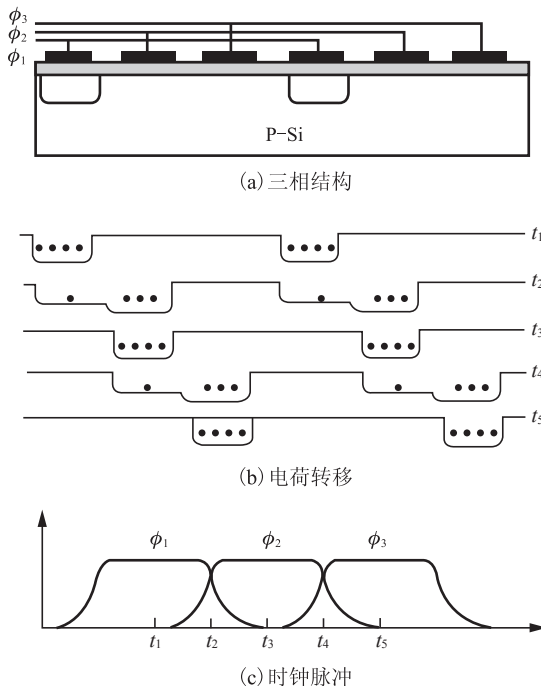 ϕ3
ϕ2
ϕ1
P-Si
(a)三相结构
t1
t2
t3
t4
t5
(b)电荷转移
ϕ1 ϕ2 ϕ3
t1 t2 t3 t4 t5
(c)时钟脉冲